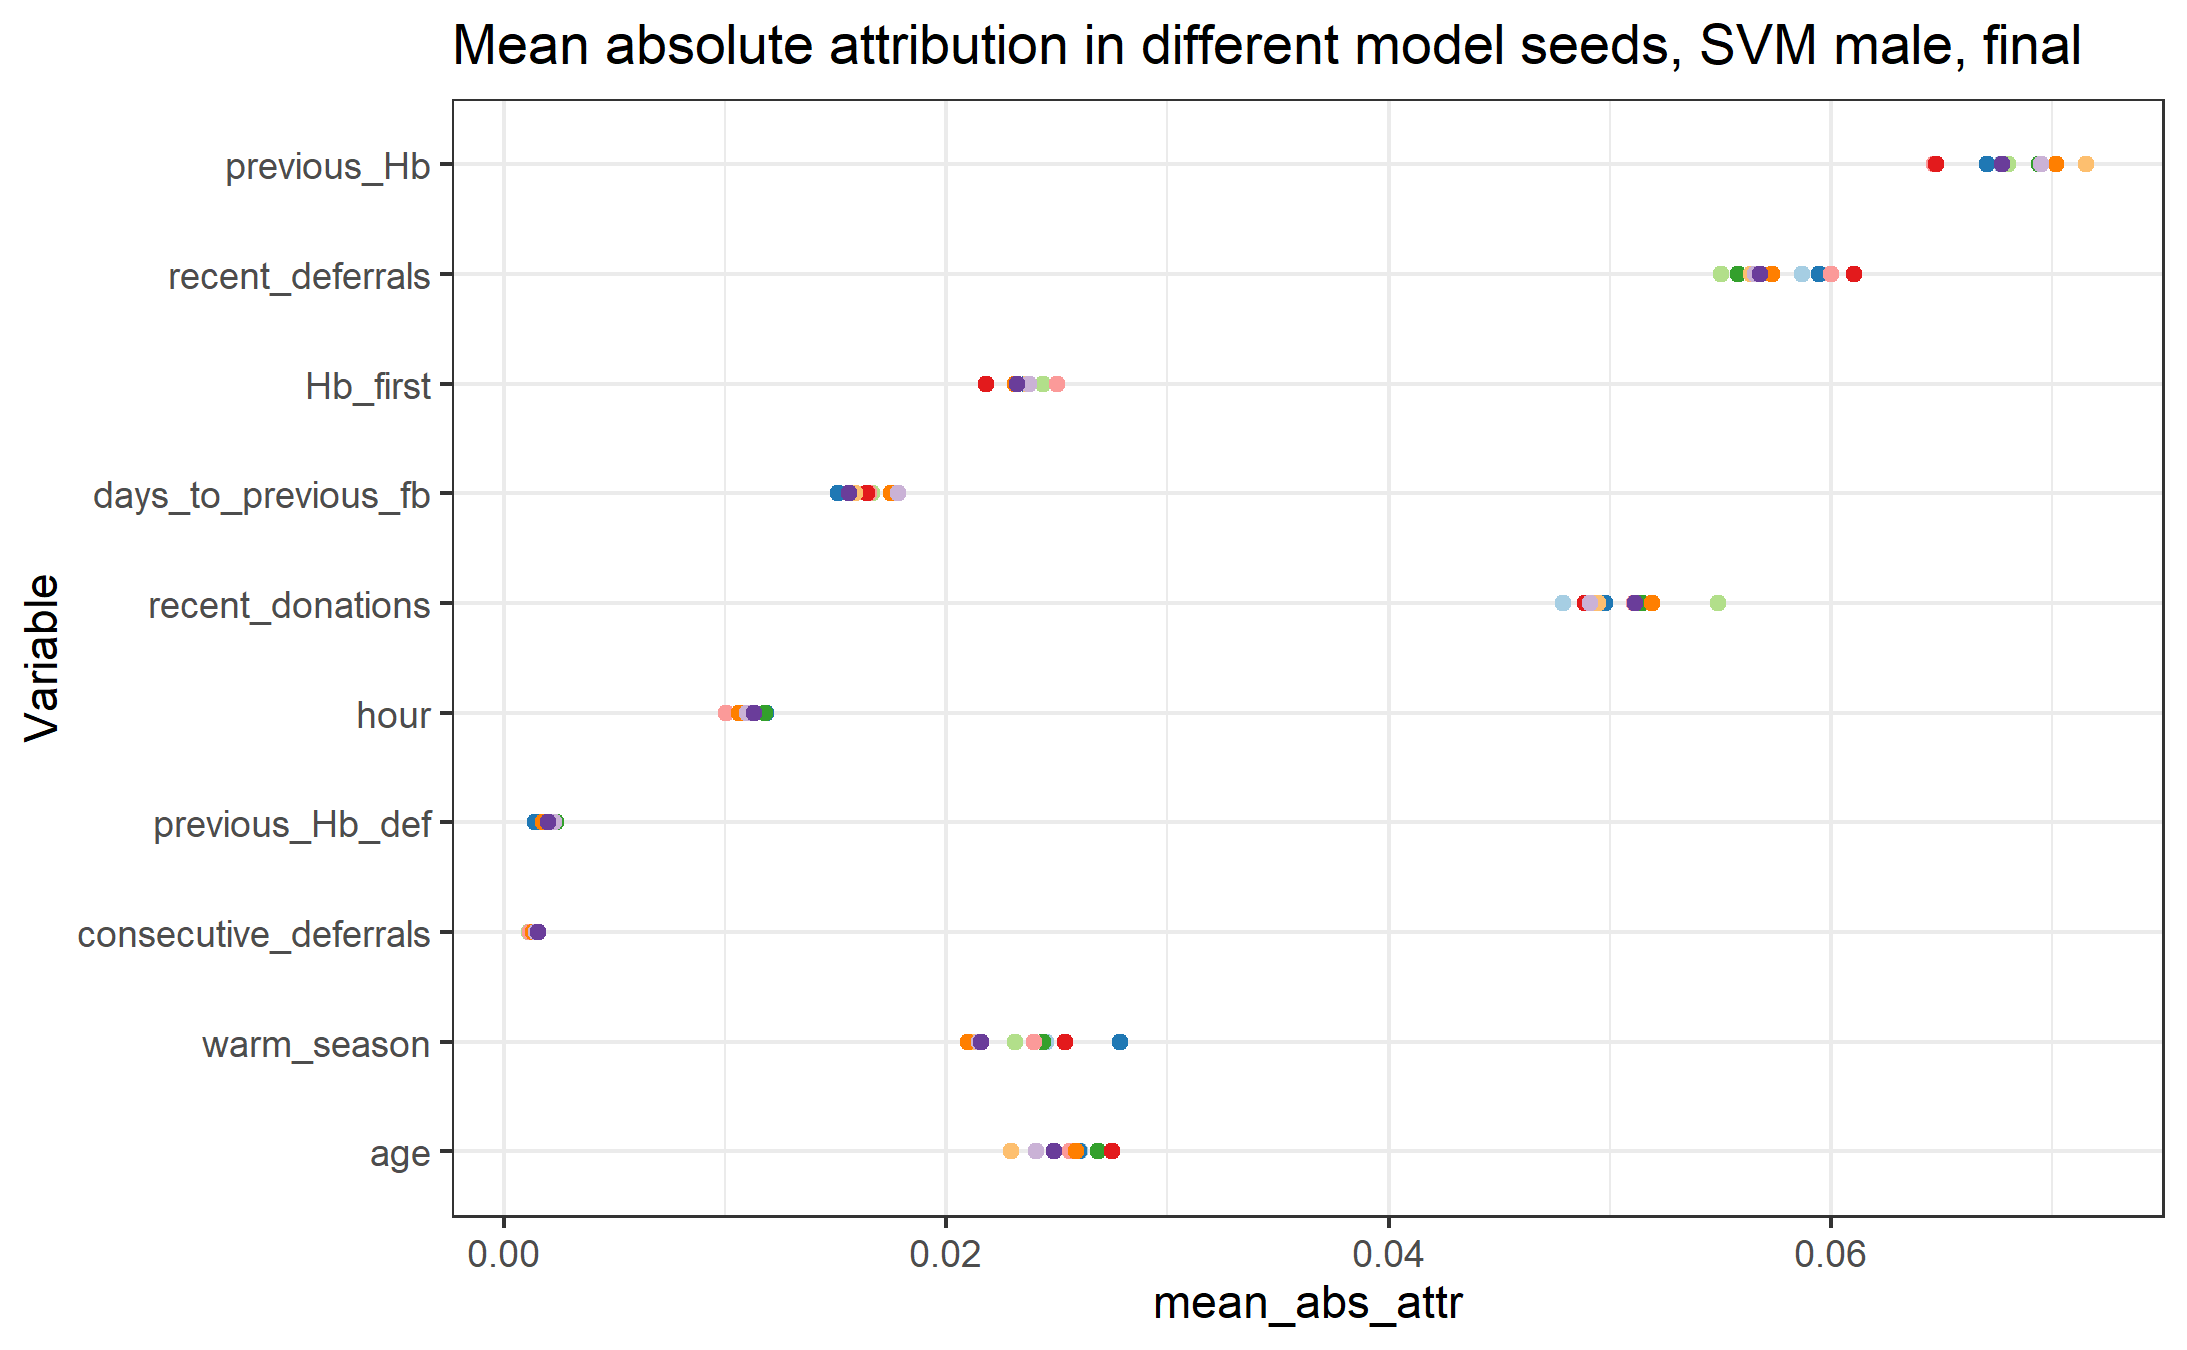 Mean absolute attribution in different model seeds, SVM male, final
previous_Hb
recent_deferrals
Hb_first
days_to_previous_fb
recent_donations
hour
previous_Hb_def
consecutive_deferrals
warm_season
age
Variable
0.00 0.02 0.04 0.06
mean_abs_attr